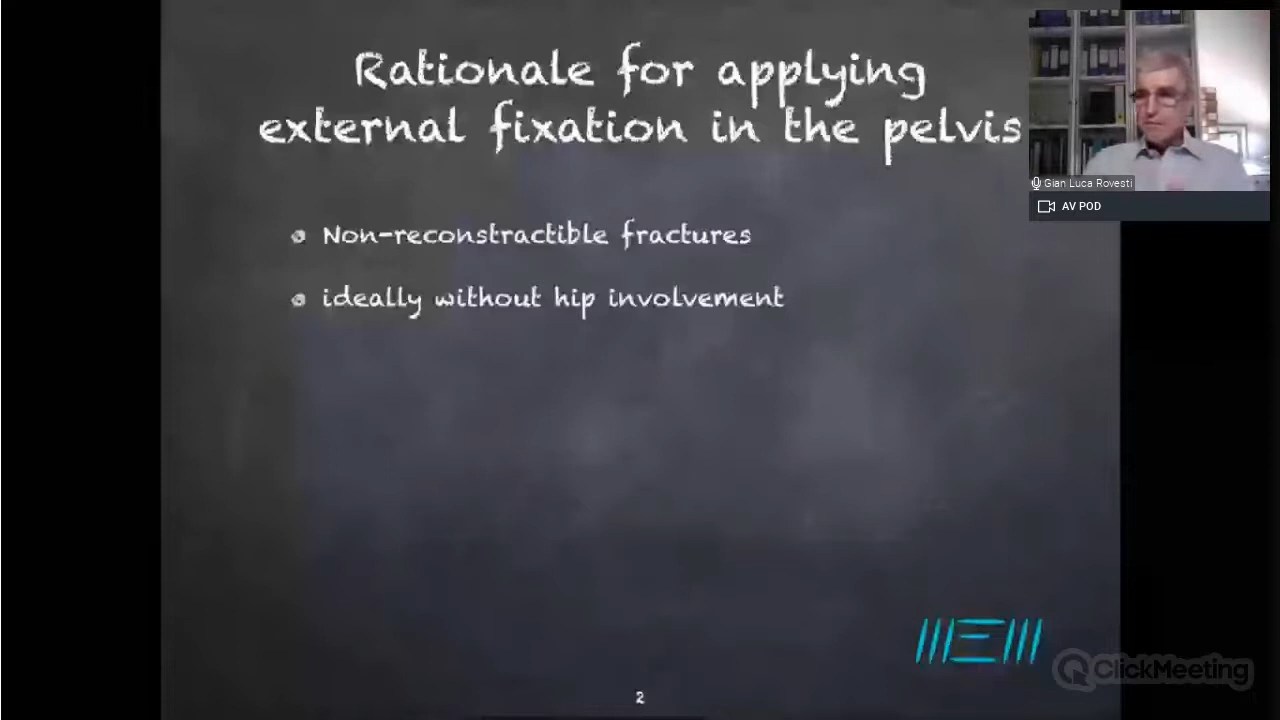 Rationale for applying
external fixation in the pelvis
Non-reconstractible fractures
ideally without hip involvement
2
Gian Luca Rovesti
AV POD
ClickMeeting